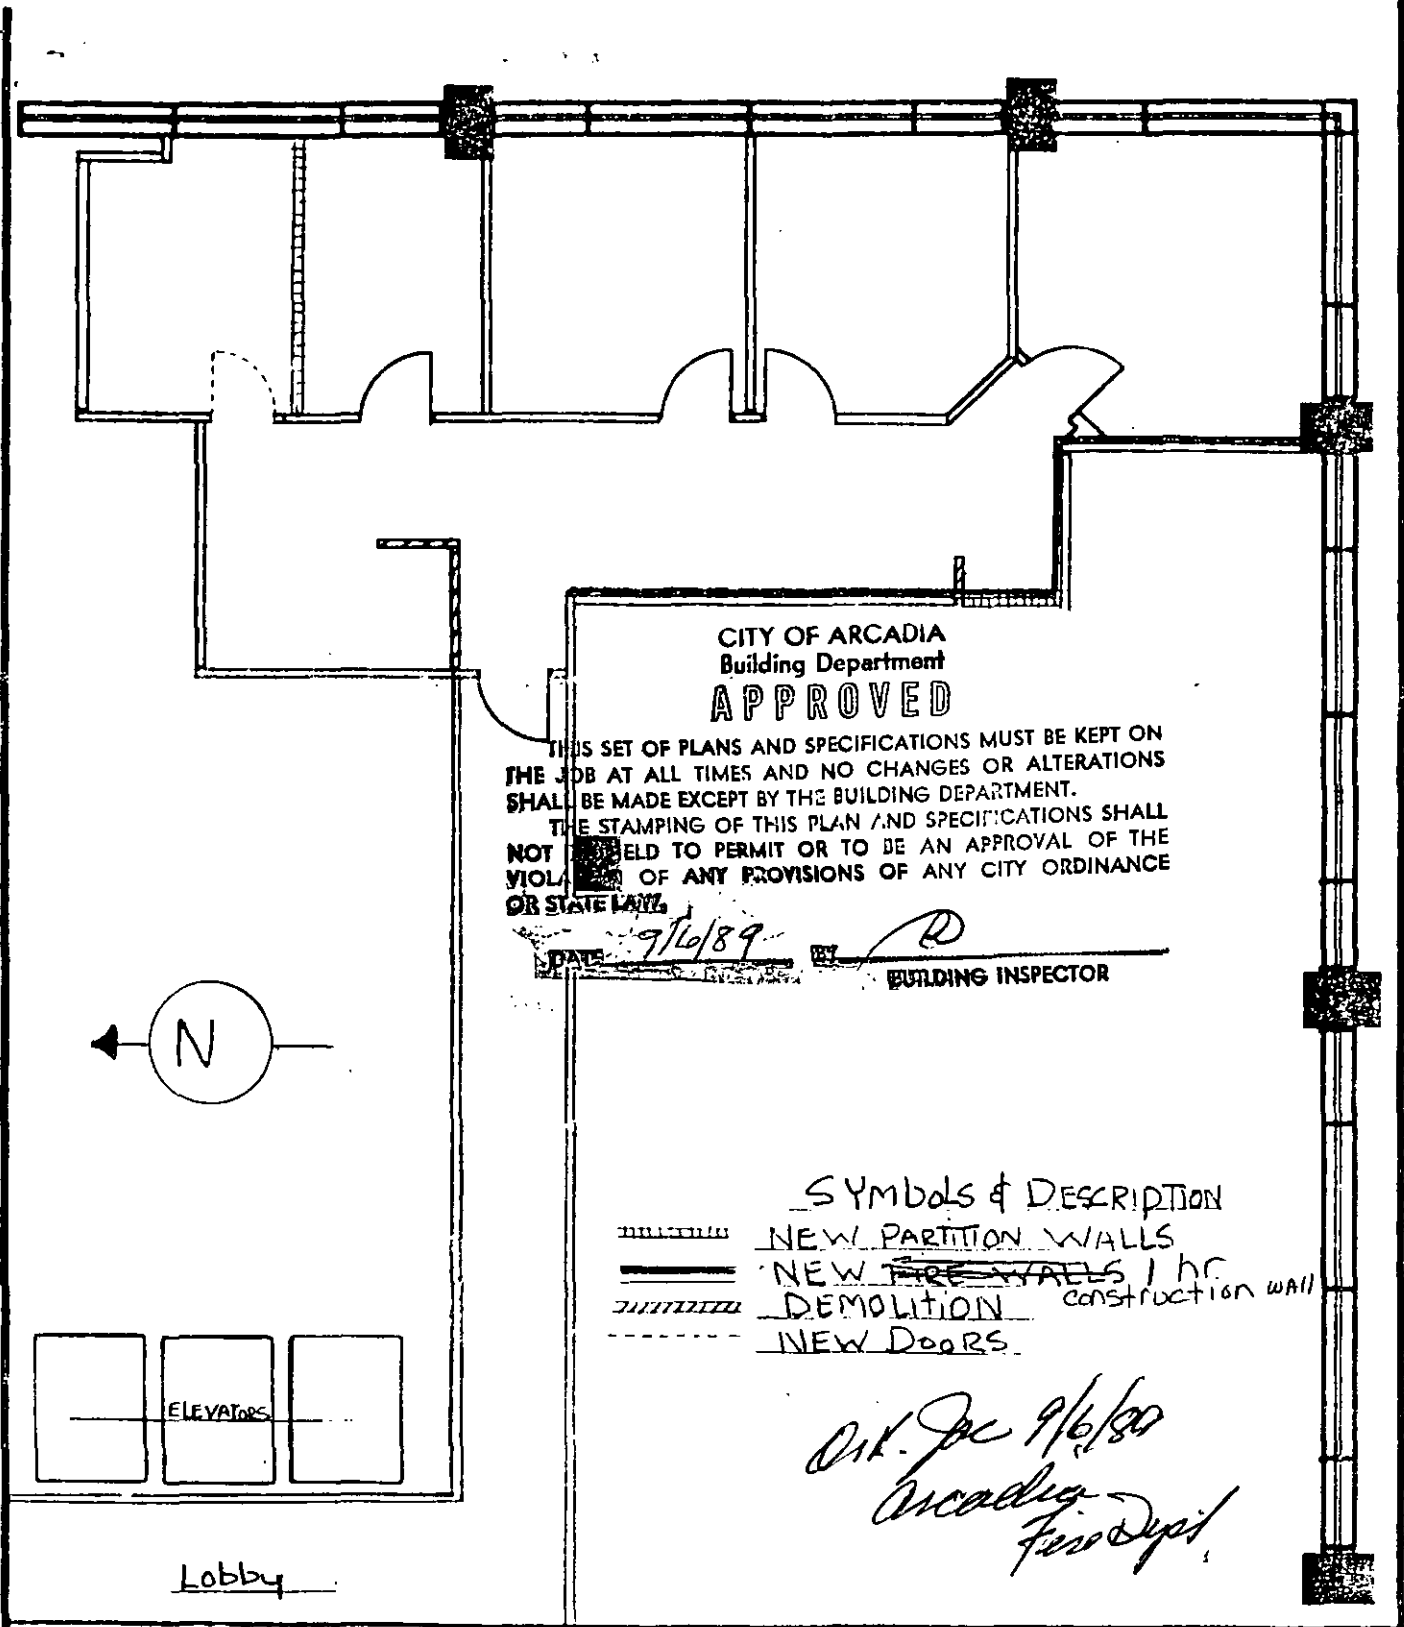 CITY OF ARCADIA
Building Department
APPROVED
THIS SET OF PLANS AND SPECIFICATIONS MUST BE KEPT ON
THE JOB AT ALL TIMES AND NO CHANGES OR ALTERATIONS
SHALL BE MADE EXCEPT BY THE BUILDING DEPARTMENT.
THE STAMPING OF THIS PLAN AND SPECIFICATIONS SHALL
NOT HELD TO PERMIT OR TO BE AN APPROVAL OF THE
OF ANY PROVISIONS OF ANY CITY ORDINANCE
OR STATE LAW.
DATE 9/6/89 BY
BUILDING INSPECTOR
N
SYMbOLS & DESCRIPTION
NEW PARTITION WALLS
NEW FIRE WALLS 1 hr
construction wall
DEMOLITION
NEW DOORS
ELEVATORS
O.K. 9/6/89
Arcadia
Fire Dept.
Lobby